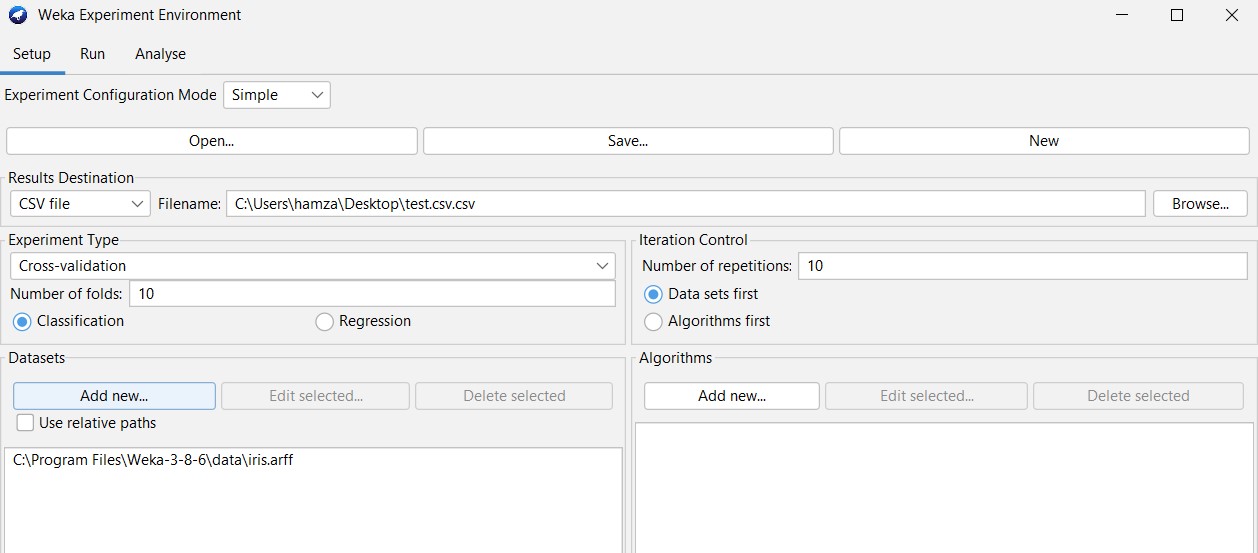 Weka Experiment Environment
Setup Run Analyse
Experiment Configuration Mode Simple
Open... Save... New
Results Destination
CSV file Filename: C:\Users\hamza\Desktop\test.csv.csv Browse...
Experiment Type
Cross-validation
Number of folds: 10
Classification Regression
Iteration Control
Number of repetitions: 10
Data sets first
Algorithms first
Datasets
Add new... Edit selected... Delete selected
Use relative paths
C:\Program Files\Weka-3-8-6\data\iris.arff
Algorithms
Add new... Edit selected... Delete selected